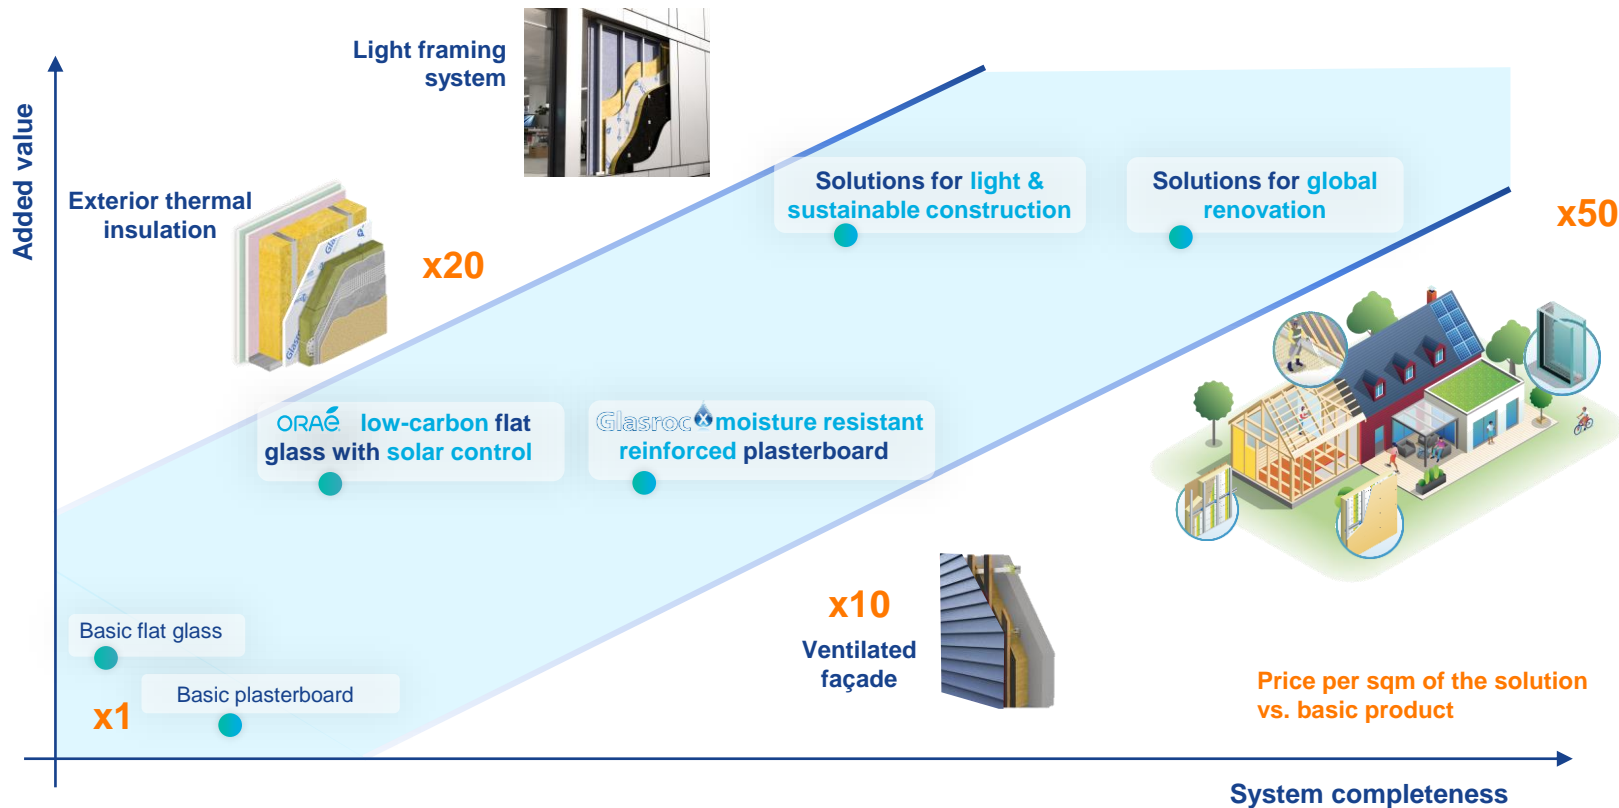 Light framing
system
Added value
Exterior thermal
insulation
x20
Solutions for light &
sustainable construction
Solutions for global
renovation
x50
ORAÉ low-carbon flat
glass with solar control
Glasroc X moisture resistant
reinforced plasterboard
Basic flat glass
x1
Basic plasterboard
x10
Ventilated
façade
Price per sqm of the solution
vs. basic product
System completeness